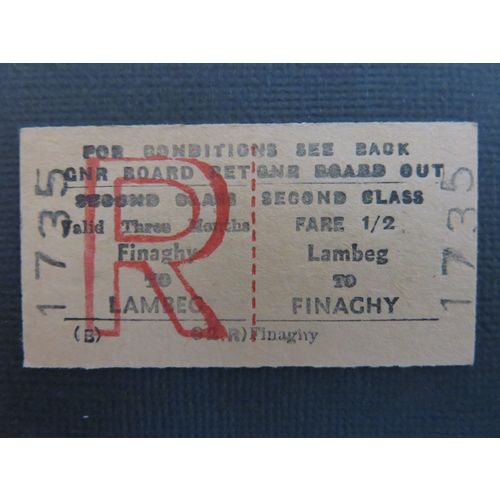 FOR CONDITIONS SEE BACK
GNR BOARD RET GNR BOARD OUT
SECOND CLASS SECOND CLASS
Valid Three Months FARE 1/2
Finaghy Lambeg
TO TO
LAMBEG FINAGHY
(B) Finaghy
R
1735
1735